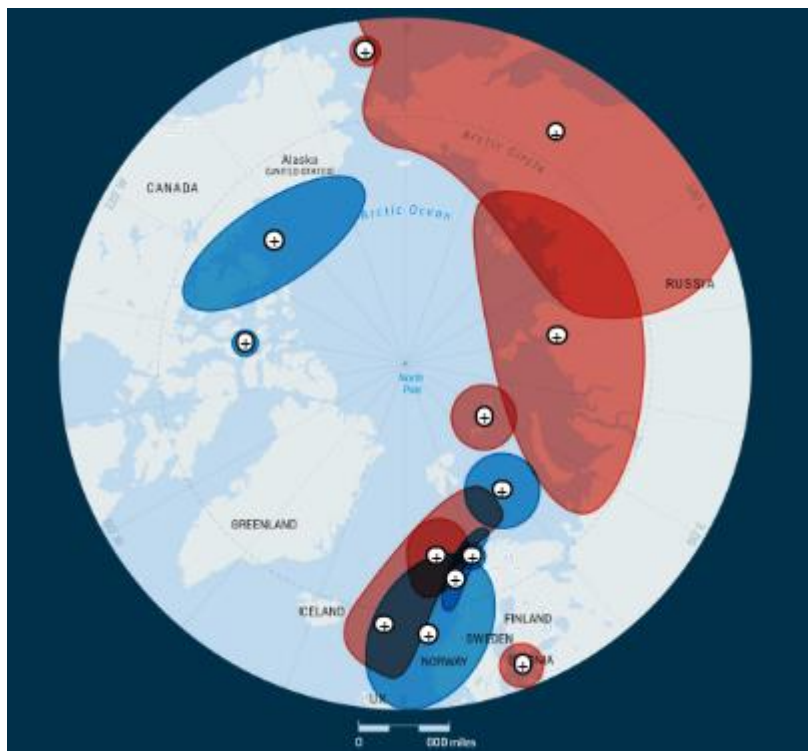 Arctic Circle
Alaska
(UNITED STATES)
CANADA
Arctic Ocean
RUSSIA
North
Pole
GREENLAND
ICELAND
FINLAND
SWEDEN
NORWAY
UK
0 600 miles